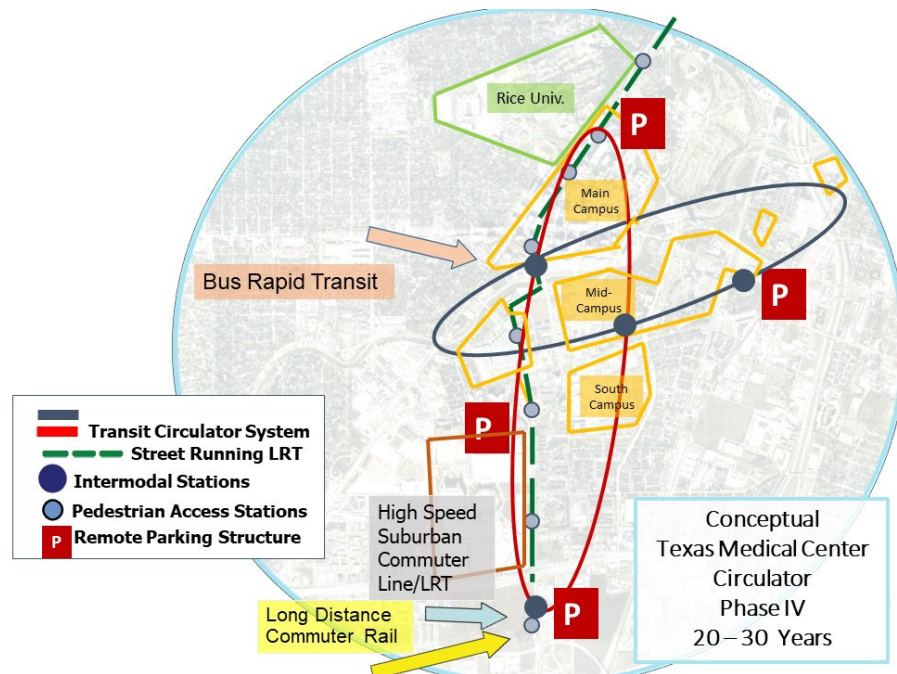 Rice Univ.
P
Main
Campus
Bus Rapid Transit
Mid-
Campus
P
South
Campus
P
Transit Circulator System
Street Running LRT
Intermodal Stations
Pedestrian Access Stations
P Remote Parking Structure
High Speed
Suburban
Commuter
Line/LRT
P
Long Distance
Commuter Rail
Conceptual
Texas Medical Center
Circulator
Phase IV
20 – 30 Years